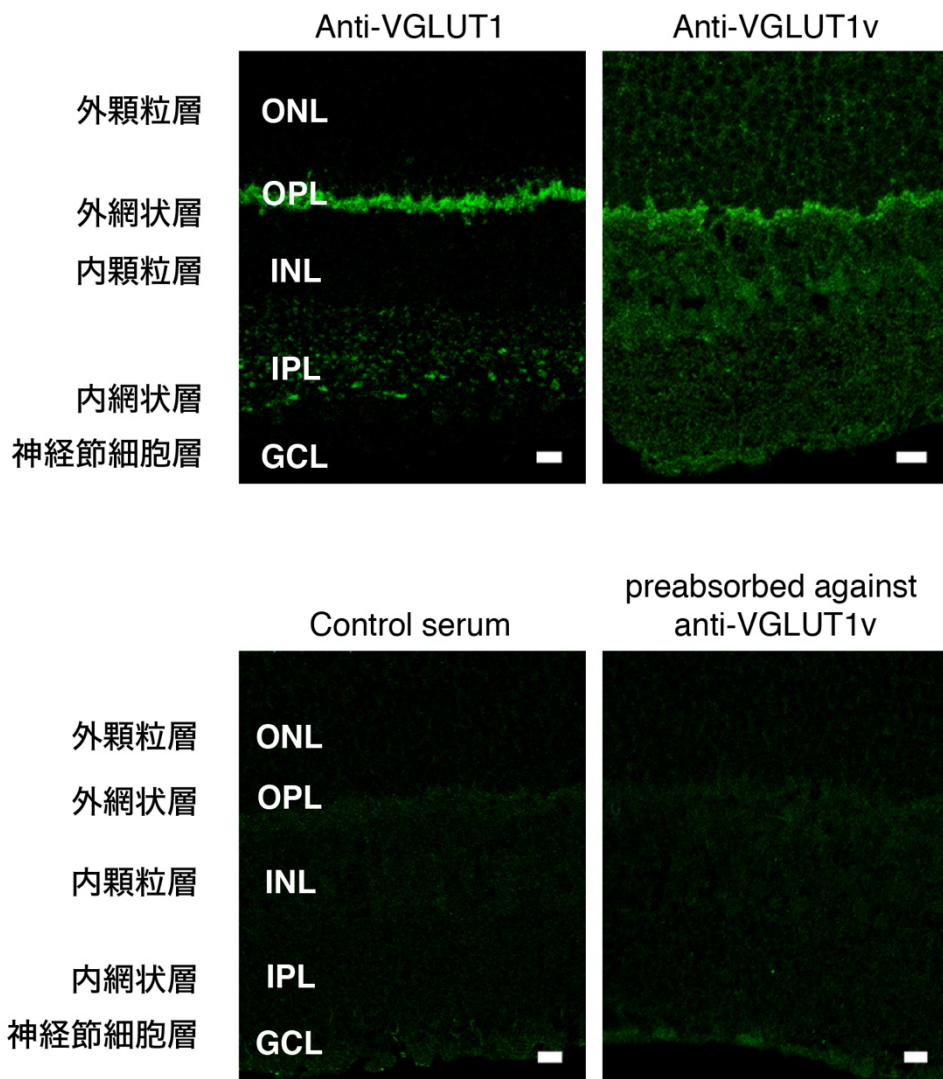 Anti-VGLUT1
Anti-VGLUT1v
外顆粒層
ONL
外網状層
OPL
内顆粒層
INL
内網状層
IPL
神経節細胞層
GCL
Control serum
preabsorbed against
anti-VGLUT1v
外顆粒層
ONL
外網状層
OPL
内顆粒層
INL
内網状層
IPL
神経節細胞層
GCL